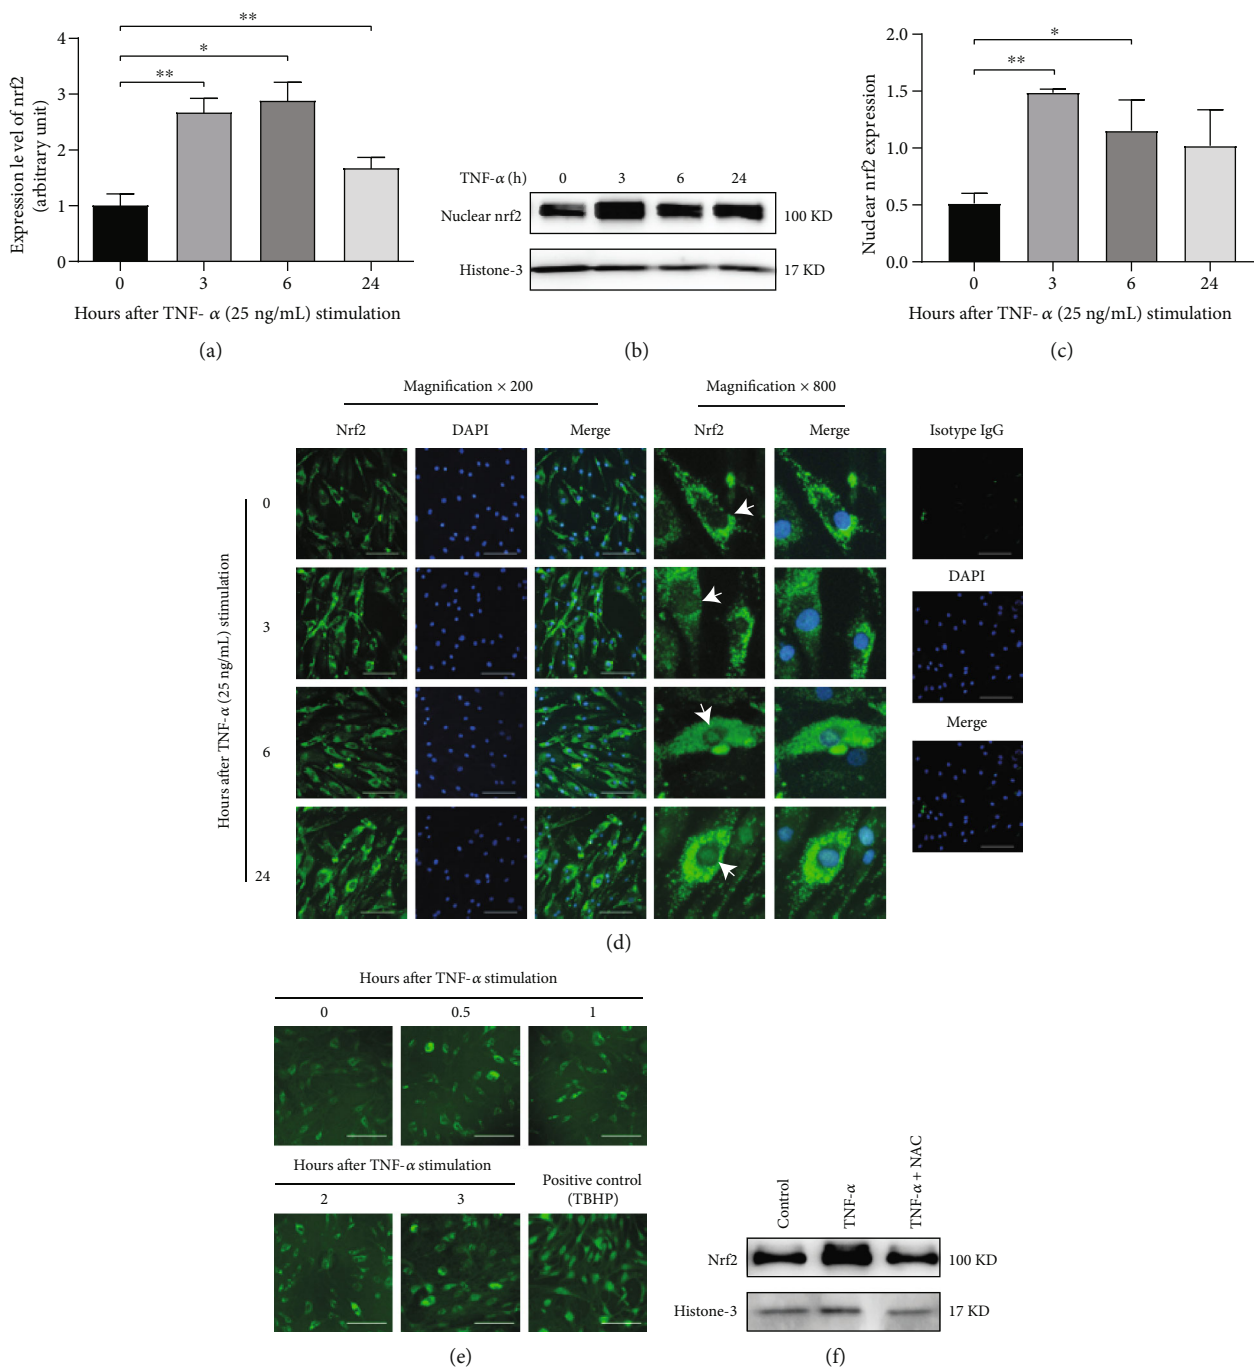 Expression level of nrf2
(arbitrary unit)
4
3
2
1
0
**
*
**
0 3 6 24
Hours after TNF- α (25 ng/mL) stimulation
(a)
TNF-α (h) 0 3 6 24
Nuclear nrf2 100 KD
Histone-3 17 KD
(b)
Nuclear nrf2 expression
2.0
1.5
1.0
0.5
0.0
*
**
0 3 6 24
Hours after TNF- α (25 ng/mL) stimulation
(c)
Magnification × 200 Magnification × 800
Nrf2 DAPI Merge Nrf2 Merge Isotype IgG
Hours after TNF-α (25 ng/mL) stimulation
0
3
6
24
DAPI
Merge
(d)
Hours after TNF-α stimulation
0 0.5 1
Hours after TNF-α stimulation
2 3
Positive control
(TBHP)
(e)
Control
TNF-α
TNF-α + NAC
Nrf2 100 KD
Histone-3 17 KD
(f)